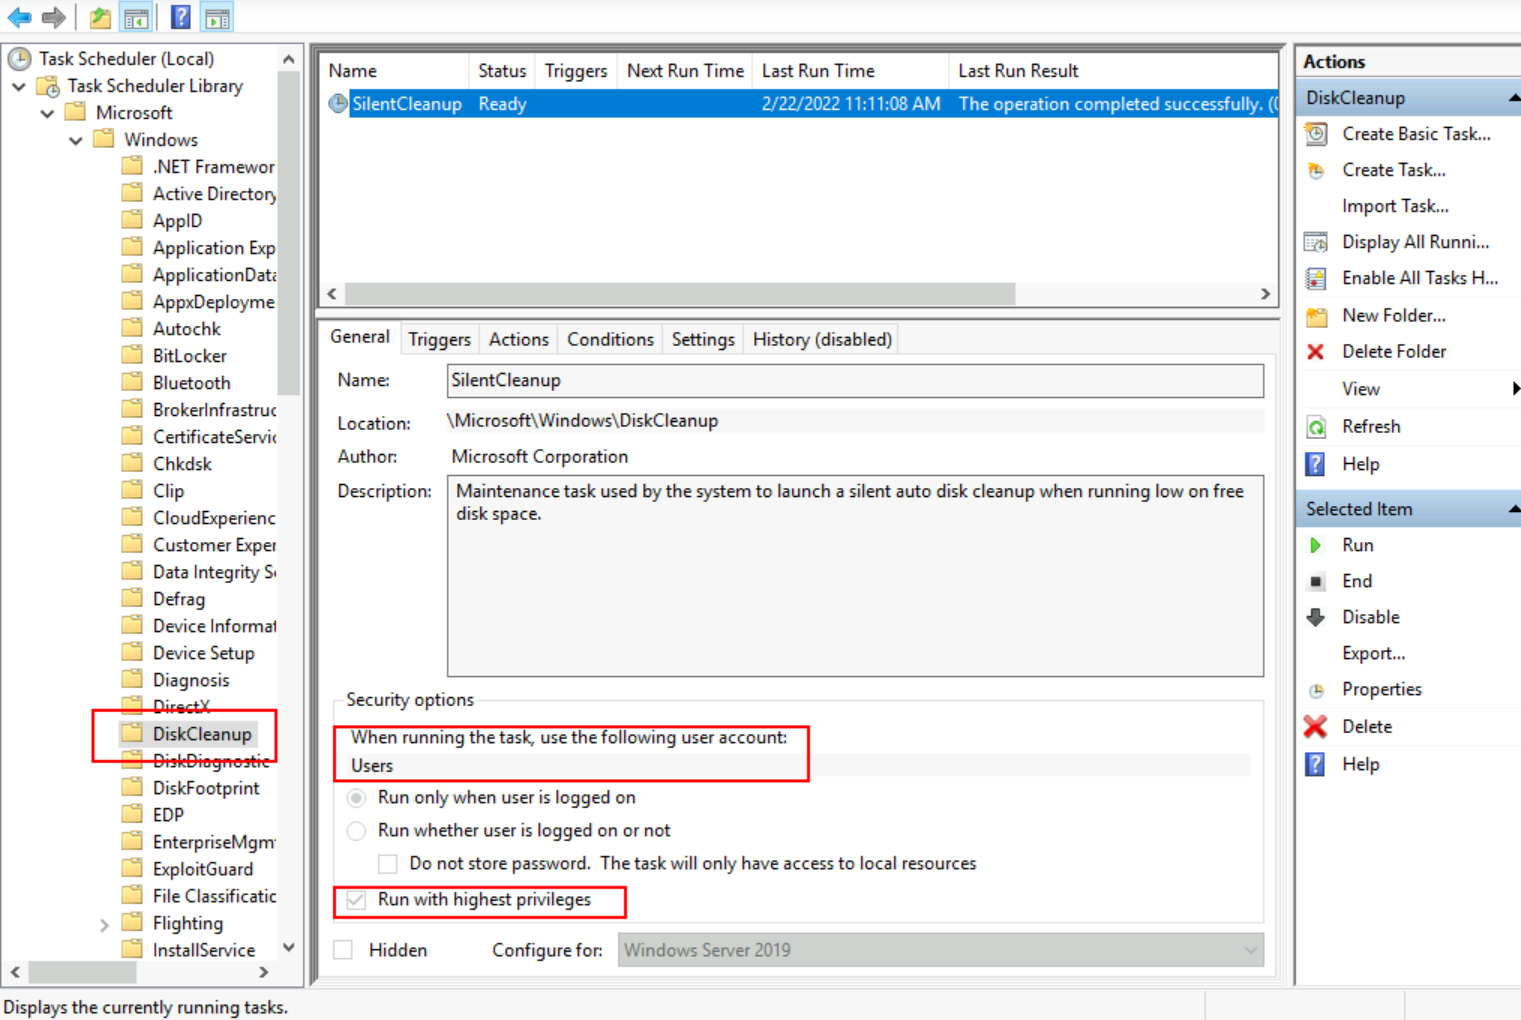 Task Scheduler (Local)
Task Scheduler Library
Microsoft
Windows
.NET Framewor
Active Directory
AppID
Application Exp
ApplicationData
AppxDeployme
Autochk
BitLocker
Bluetooth
BrokerInfrastruc
CertificateServic
Chkdsk
Clip
CloudExperienc
Customer Exper
Data Integrity Se
Defrag
Device Informat
Device Setup
Diagnosis
DirectX
DiskCleanup
DiskDiagnostic
DiskFootprint
EDP
EnterpriseMgmt
ExploitGuard
File Classificatic
Flighting
InstallService
Name Status Triggers Next Run Time Last Run Time Last Run Result
SilentCleanup Ready 2/22/2022 11:11:08 AM The operation completed successfully. (0
General Triggers Actions Conditions Settings History (disabled)
Name: SilentCleanup
Location: \Microsoft\Windows\DiskCleanup
Author: Microsoft Corporation
Description: Maintenance task used by the system to launch a silent auto disk cleanup when running low on free
disk space.
Security options
When running the task, use the following user account:
Users
Run only when user is logged on
Run whether user is logged on or not
Do not store password. The task will only have access to local resources
Run with highest privileges
Hidden Configure for: Windows Server 2019
Actions
DiskCleanup
Create Basic Task...
Create Task...
Import Task...
Display All Runni...
Enable All Tasks H...
New Folder...
Delete Folder
View
Refresh
Help
Selected Item
Run
End
Disable
Export...
Properties
Delete
Help
Displays the currently running tasks.